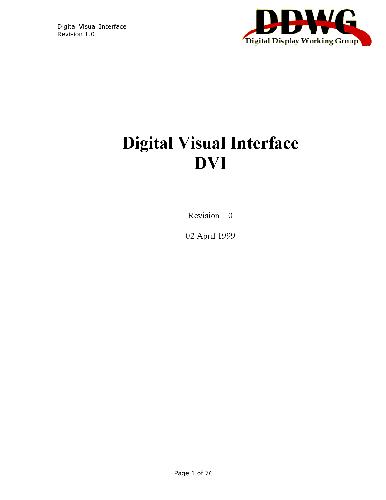 Digital Visual Interface
Revision 1.0
DDWG
Digital Display Working Group
Digital Visual Interface
DVI
Revision 1.0
02 April 1999
Page 1 of 76